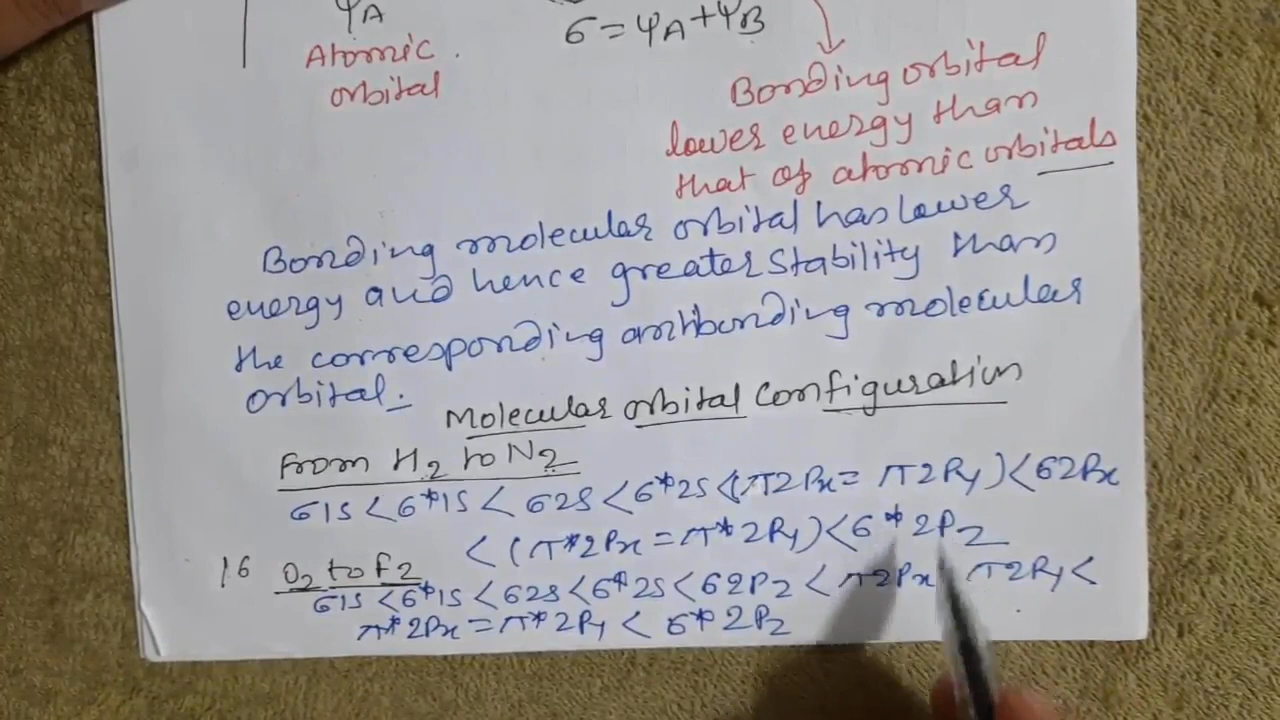 ΨA
σ = ΨA + ΨB
Atomic
orbital
Bonding orbital
lower energy than
that of atomic orbitals
Bonding molecular orbital has lower
energy and hence greater stability than
the corresponding antibonding molecular
orbital.
Molecular orbital configuration
From H2 to N2
σ1s < σ*1s < σ2s < σ*2s < (π2Px = π2Py) < σ2Px
< (π*2Px = π*2Py) < σ*2Pz
16 O2 to F2
σ1s < σ*1s < σ2s < σ*2s < σ2Pz < π2Px π2Py <
π*2Px = π*2Py < σ*2Pz